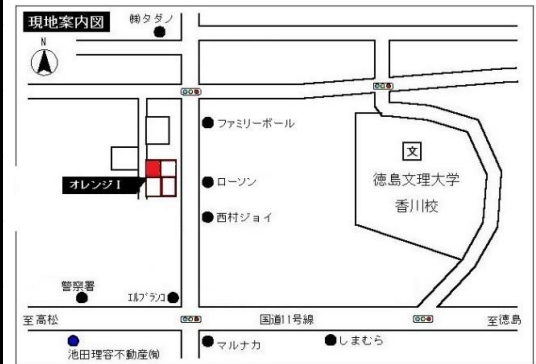 現地案内図
㈱タダノ
N
ファミリーボール
文
徳島文理大学
香川校
オレンジⅠ
ローソン
西村ジョイ
警察署
ｴﾙﾌﾞﾗﾝｺ
至高松
国道11号線
至徳島
池田理容不動産㈱
マルナカ
しまむら